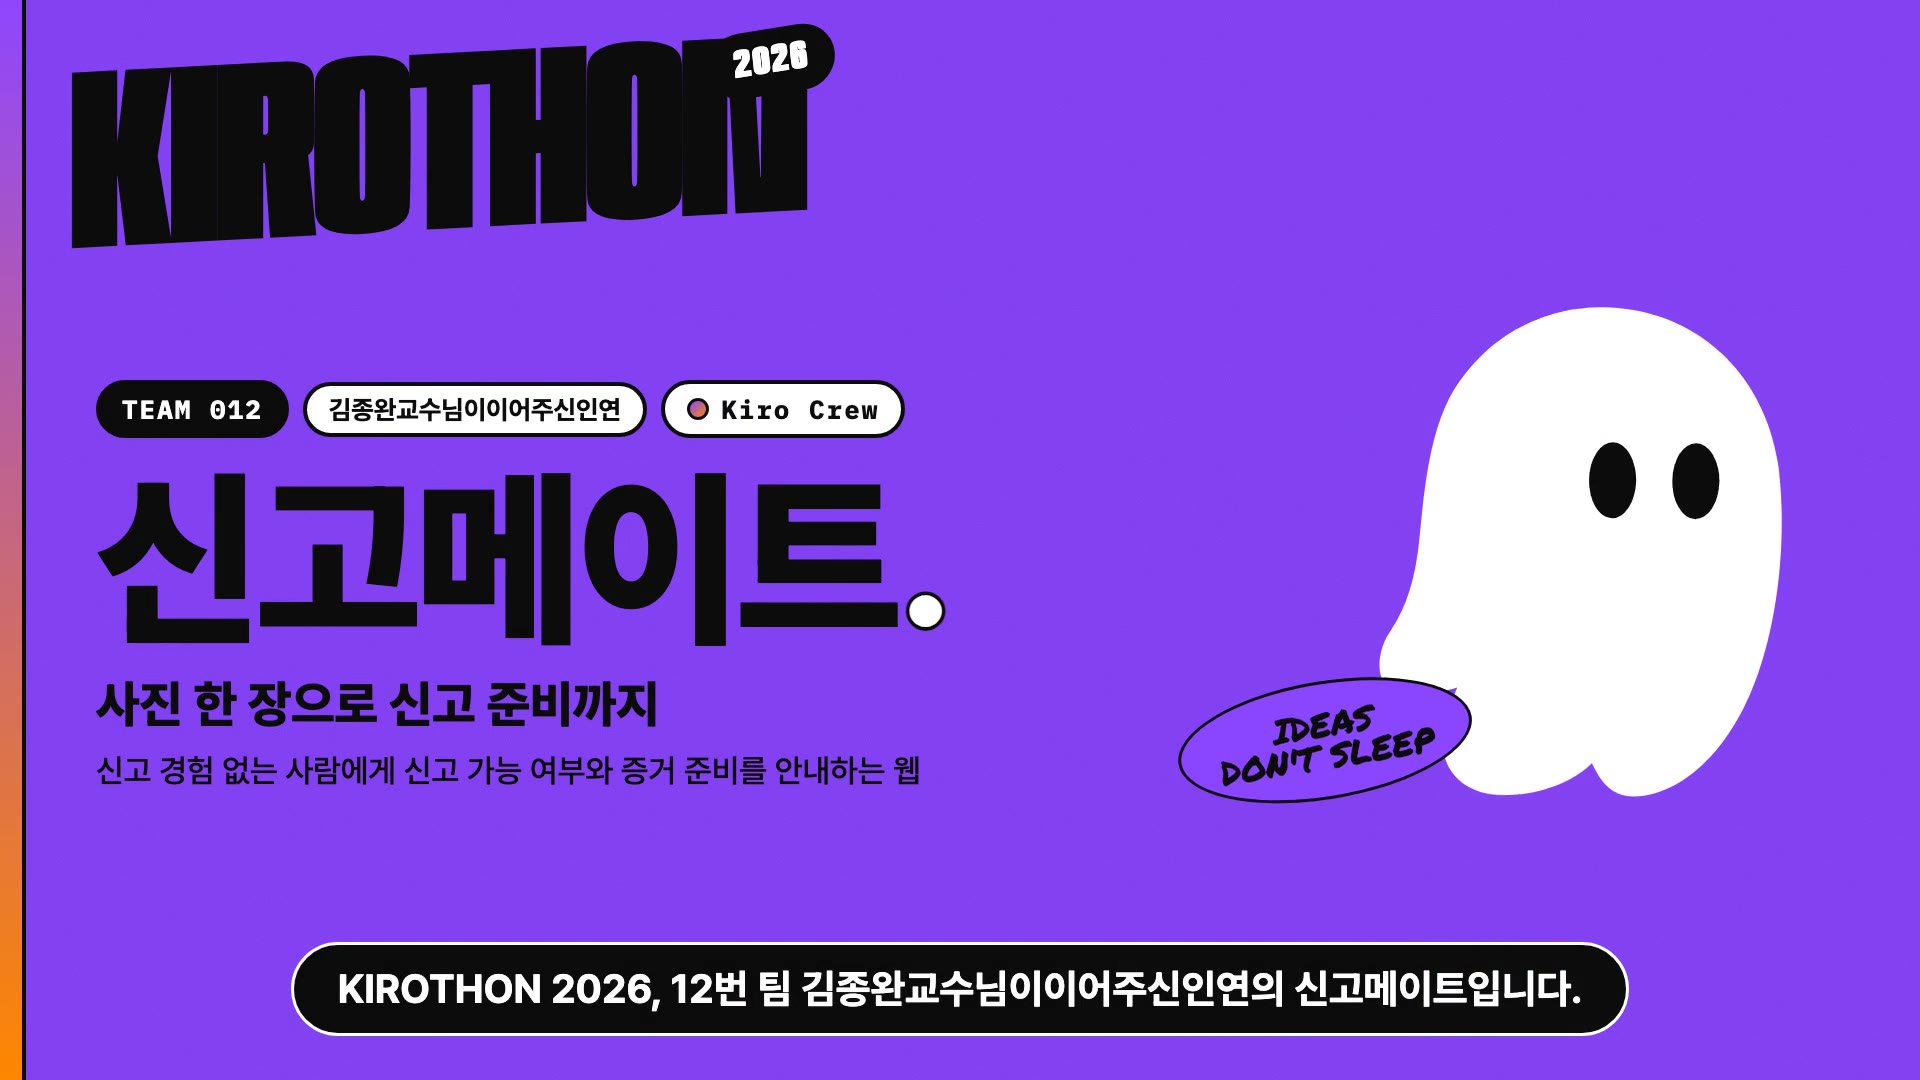 KIROTHON
2026
TEAM 012
김종완교수님이이어주신인연
Kiro Crew
신고메이트.
사진 한 장으로 신고 준비까지
신고 경험 없는 사람에게 신고 가능 여부와 증거 준비를 안내하는 웹
IDEAS
DON'T SLEEP
KIROTHON 2026, 12번 팀 김종완교수님이이어주신인연의 신고메이트입니다.